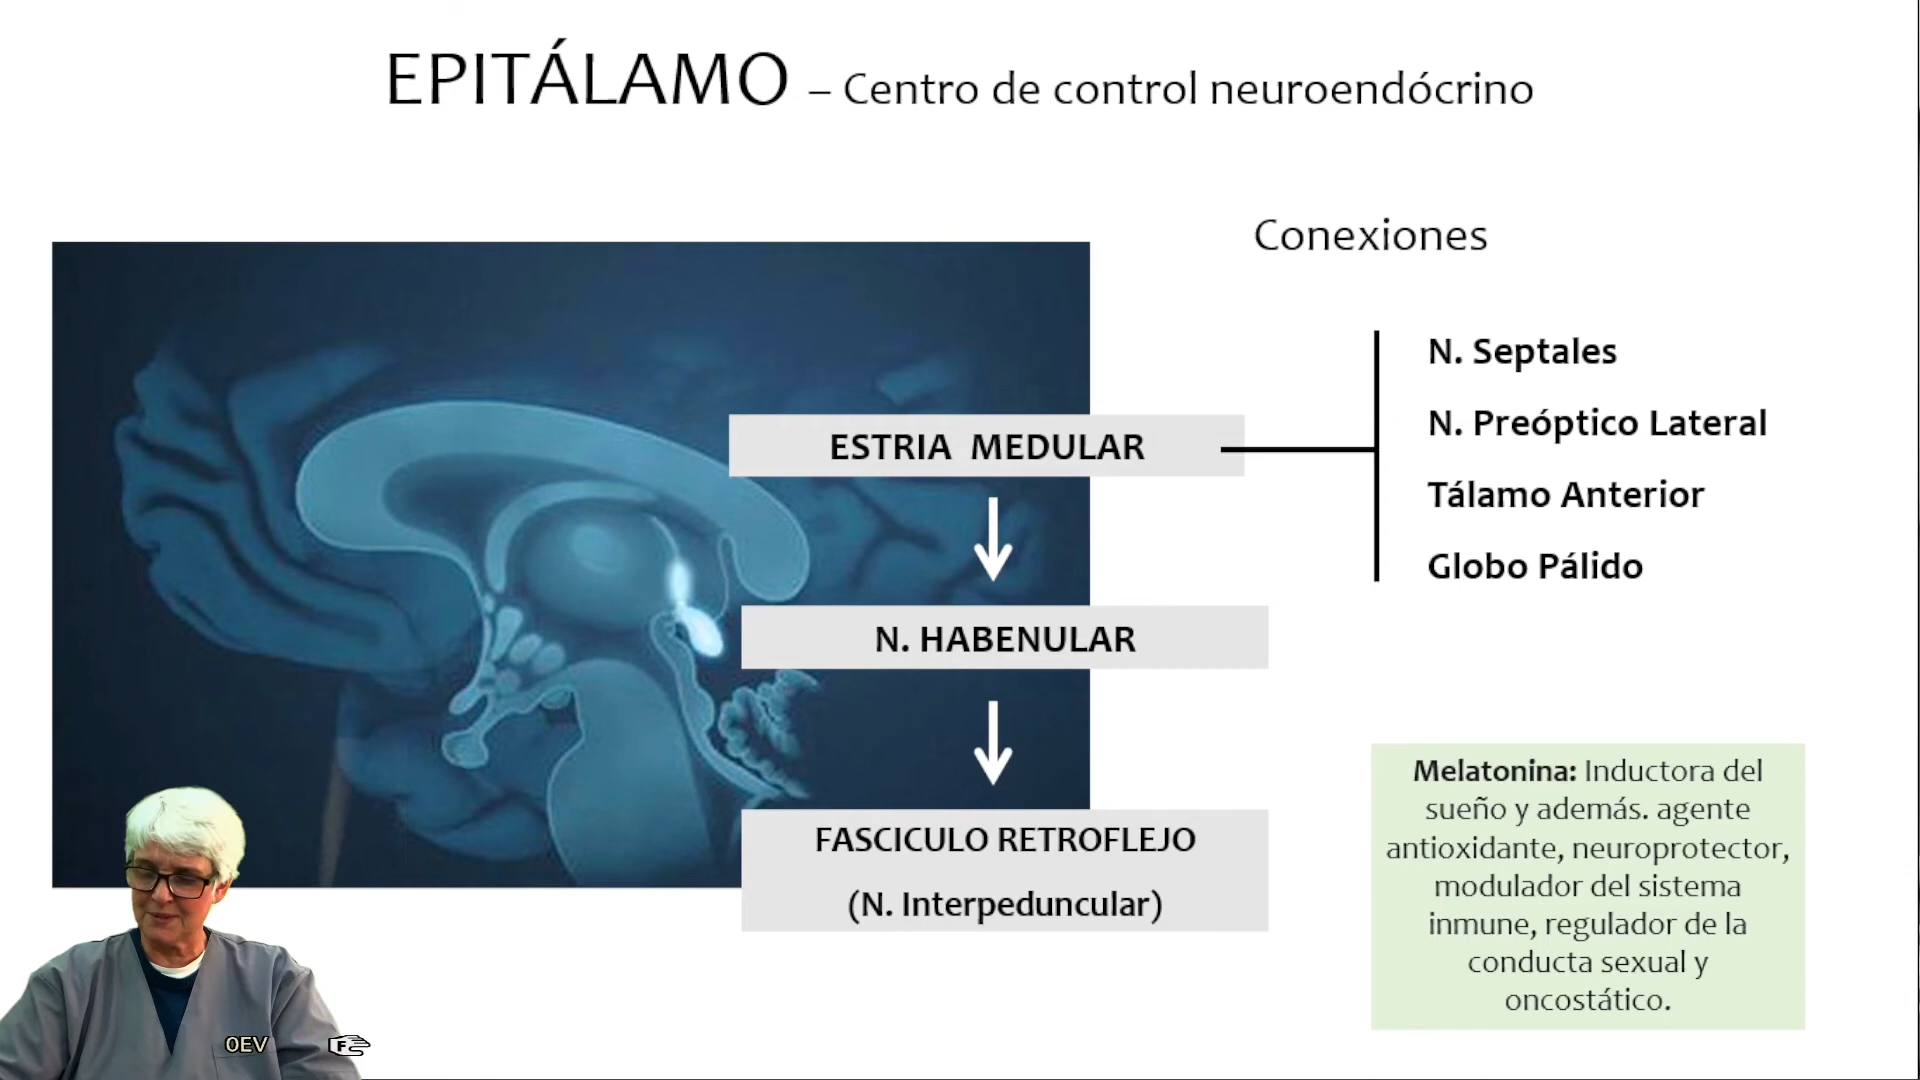 EPITÁLAMO – Centro de control neuroendócrino
Conexiones
N. Septales
N. Preóptico Lateral
Tálamo Anterior
Globo Pálido
ESTRIA MEDULAR
N. HABENULAR
FASCICULO RETROFLEJO
(N. Interpeduncular)
Melatonina: Inductora del
sueño y además. agente
antioxidante, neuroprotector,
modulador del sistema
inmune, regulador de la
conducta sexual y
oncostático.
OEV
F